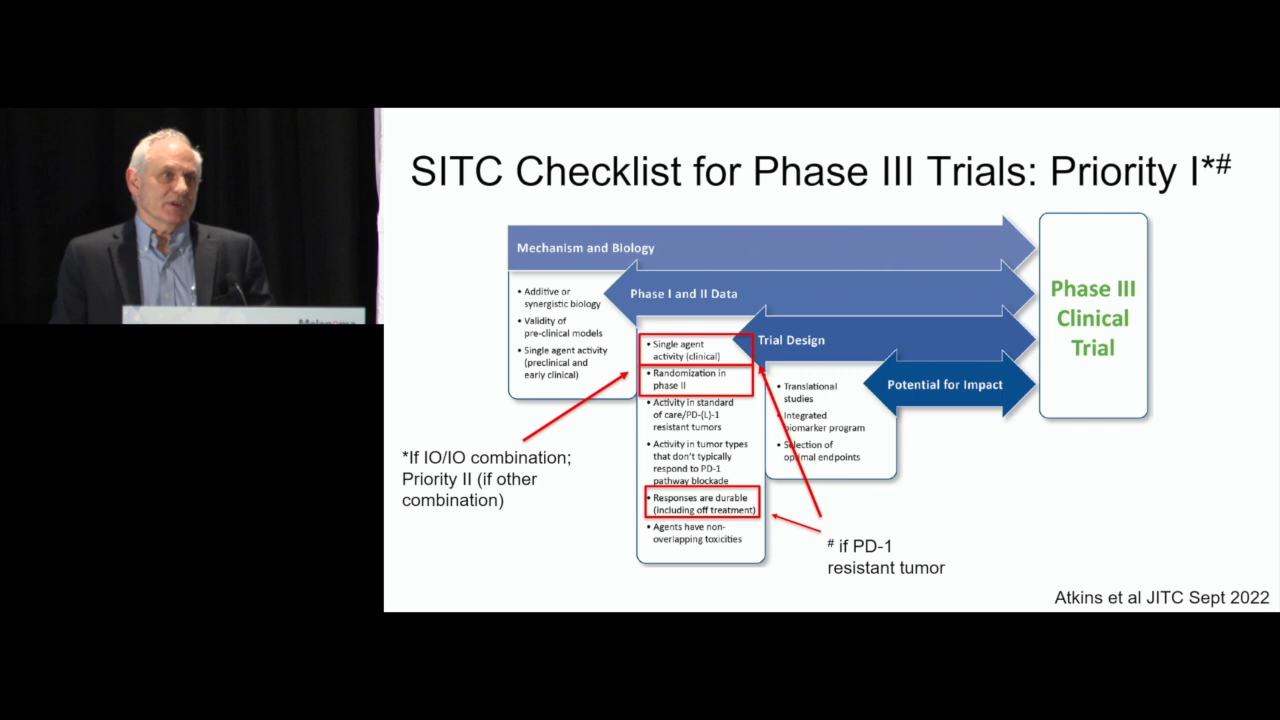 SITC Checklist for Phase III Trials: Priority I*#
Mechanism and Biology
• Additive or
synergistic biology
• Validity of
pre-clinical models
• Single agent activity
(preclinical and
early clinical)
Phase I and II Data
• Single agent
activity (clinical)
• Randomization in
phase II
• Activity in standard
of care/PD-(L)-1
resistant tumors
• Activity in tumor types
that don't typically
respond to PD-1
pathway blockade
• Responses are durable
(including off treatment)
• Agents have non-
overlapping toxicities
Trial Design
• Translational
studies
• Integrated
biomarker program
• Selection of
optimal endpoints
Potential for Impact
Phase III
Clinical
Trial
*If IO/IO combination;
Priority II (if other
combination)
# if PD-1
resistant tumor
Atkins et al JITC Sept 2022